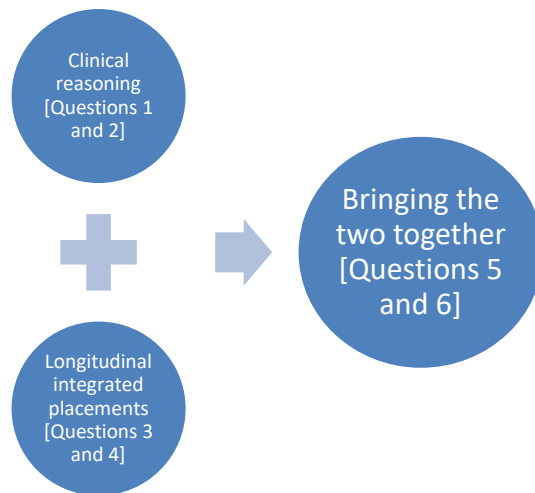 Clinical
reasoning
[Questions 1
and 2]
Longitudinal
integrated
placements
[Questions 3
and 4]
Bringing the
two together
[Questions 5
and 6]